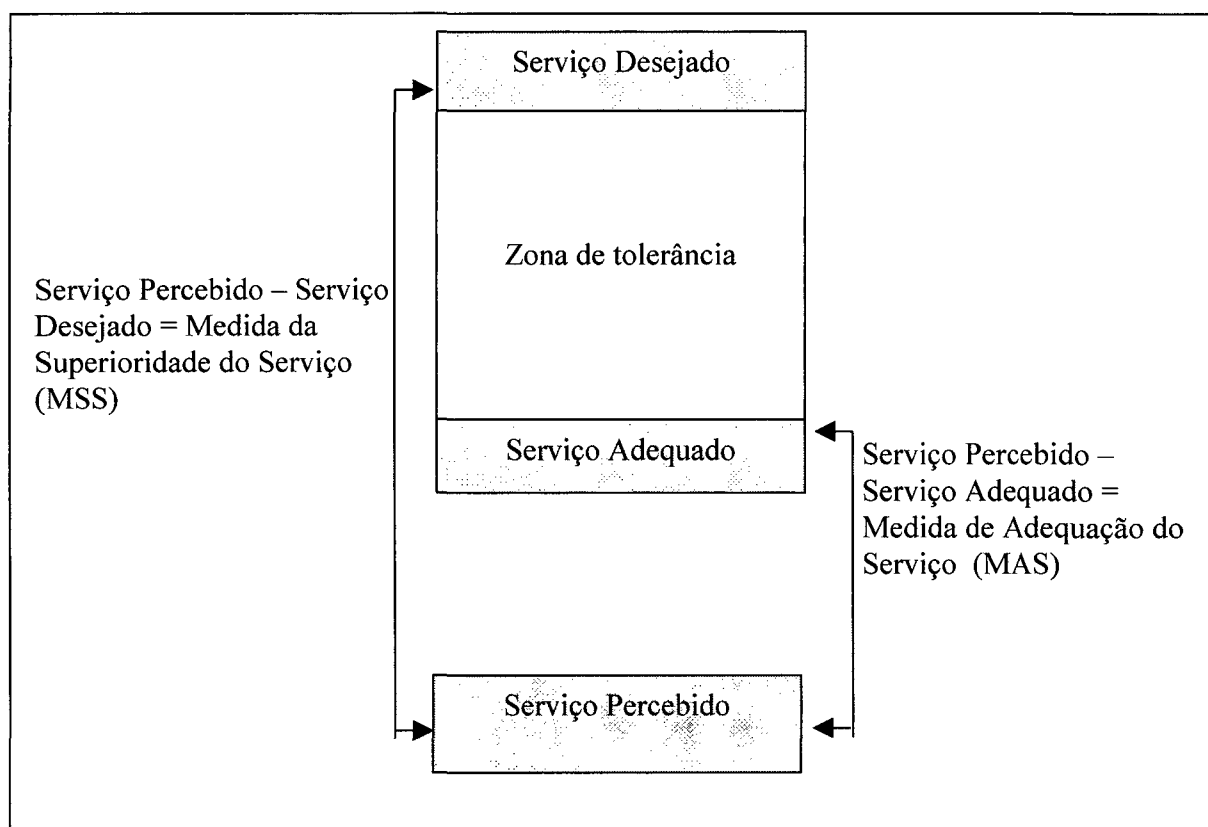 Serviço Desejado
Zona de tolerância
Serviço Percebido – Serviço
Desejado = Medida da
Superioridade do Serviço
(MSS)
Serviço Adequado
Serviço Percebido –
Serviço Adequado =
Medida de Adequação do
Serviço (MAS)
Serviço Percebido